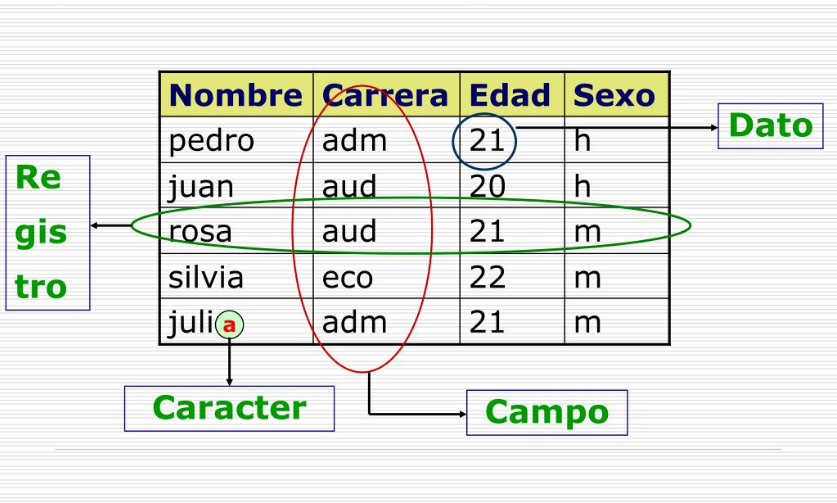 Nombre Carrera Edad Sexo
pedro adm 21 h
juan aud 20 h
rosa aud 21 m
silvia eco 22 m
julia adm 21 m
Dato
Re
gis
tro
Caracter
Campo